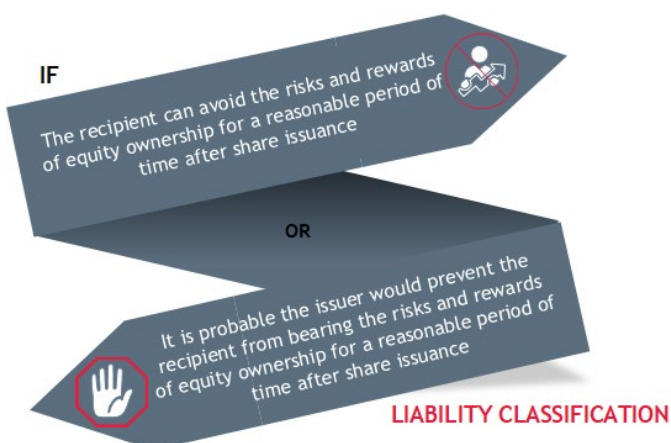 IF
The recipient can avoid the risks and rewards
of equity ownership for a reasonable period of
time after share issuance
OR
It is probable the issuer would prevent the
recipient from bearing the risks and rewards
of equity ownership for a reasonable period of
time after share issuance
LIABILITY CLASSIFICATION